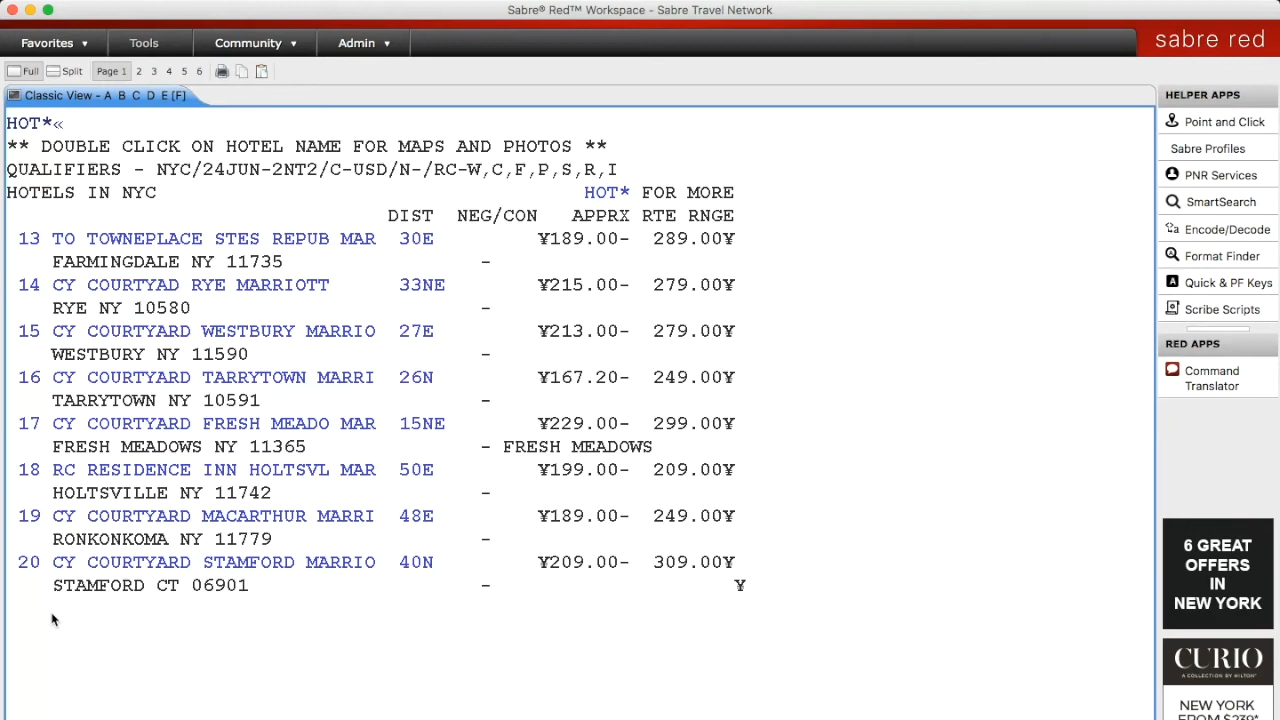 Sabre® Red™ Workspace - Sabre Travel Network
Favorites ▼ Tools Community ▼ Admin ▼ sabre red
Full Split Page 1 2 3 4 5 6
Classic View - A B C D E [F]
HOT*«
** DOUBLE CLICK ON HOTEL NAME FOR MAPS AND PHOTOS **
QUALIFIERS - NYC/24JUN-2NT2/C-USD/N-/RC-W,C,F,P,S,R,I
HOTELS IN NYC HOT* FOR MORE
DIST NEG/CON APPRX RTE RNGE
13 TO TOWNEPLACE STES REPUB MAR 30E ¥189.00- 289.00¥
FARMINGDALE NY 11735 -
14 CY COURTYAD RYE MARRIOTT 33NE ¥215.00- 279.00¥
RYE NY 10580 -
15 CY COURTYARD WESTBURY MARRIO 27E ¥213.00- 279.00¥
WESTBURY NY 11590 -
16 CY COURTYARD TARRYTOWN MARRI 26N ¥167.20- 249.00¥
TARRYTOWN NY 10591 -
17 CY COURTYARD FRESH MEADO MAR 15NE ¥229.00- 299.00¥
FRESH MEADOWS NY 11365 - FRESH MEADOWS
18 RC RESIDENCE INN HOLTSVL MAR 50E ¥199.00- 209.00¥
HOLTSVILLE NY 11742 -
19 CY COURTYARD MACARTHUR MARRI 48E ¥189.00- 249.00¥
RONKONKOMA NY 11779 -
20 CY COURTYARD STAMFORD MARRIO 40N ¥209.00- 309.00¥
STAMFORD CT 06901 - ¥
HELPER APPS
Point and Click
Sabre Profiles
PNR Services
SmartSearch
Encode/Decode
Format Finder
Quick & PF Keys
Scribe Scripts
RED APPS
Command
Translator
6 GREAT
OFFERS
IN
NEW YORK
CURIO
A COLLECTION BY HILTON™
NEW YORK
FROM $239*